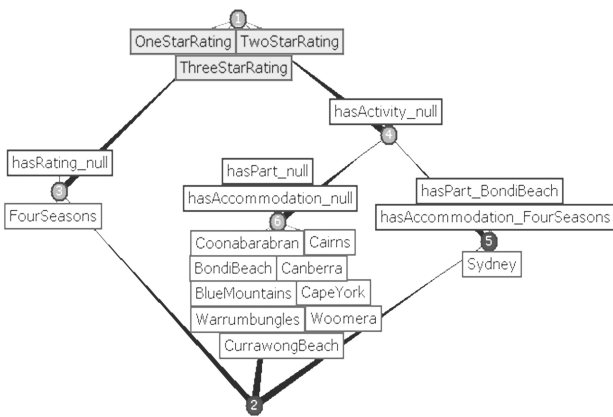 1
OneStarRating TwoStarRating
ThreeStarRating
hasActivity_null
4
hasRating_null
3
FourSeasons
hasPart_null
hasAccommodation_null
6
Coonabarabran Cairns
BondiBeach Canberra
BlueMountains CapeYork
Warrumbungles Woomera
CurrawongBeach
hasPart_BondiBeach
hasAccommodation_FourSeasons
5
Sydney
2